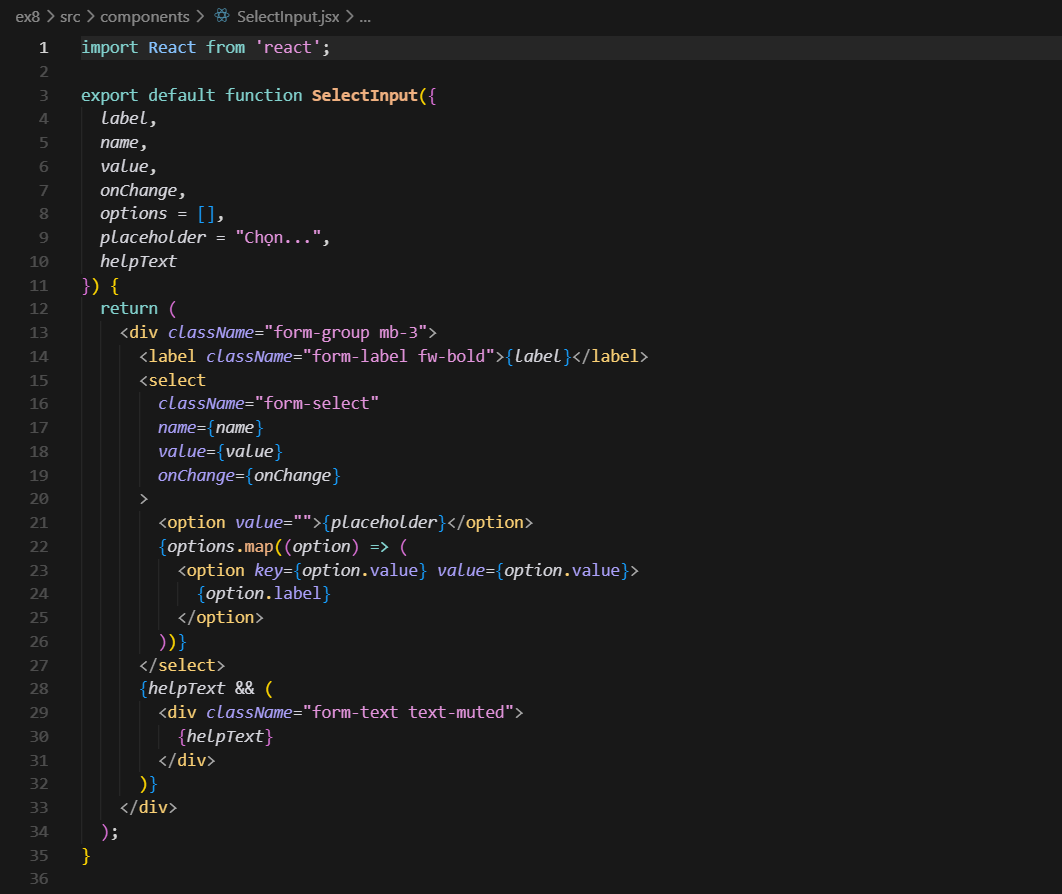 ex8 > src > components > SelectInput.jsx > ...
1 import React from 'react';
2
3 export default function SelectInput({
4   label,
5   name,
6   value,
7   onChange,
8   options = [],
9   placeholder = "Chọn...",
10   helpText
11 }) {
12   return (
13     <div className="form-group mb-3">
14       <label className="form-label fw-bold">{label}</label>
15       <select
16         className="form-select"
17         name={name}
18         value={value}
19         onChange={onChange}
20       >
21         <option value="">{placeholder}</option>
22         {options.map((option) => (
23           <option key={option.value} value={option.value}>
24             {option.label}
25           </option>
26         ))}
27       </select>
28       {helpText && (
29         <div className="form-text text-muted">
30           {helpText}
31         </div>
32       )}
33     </div>
34   );
35 }
36